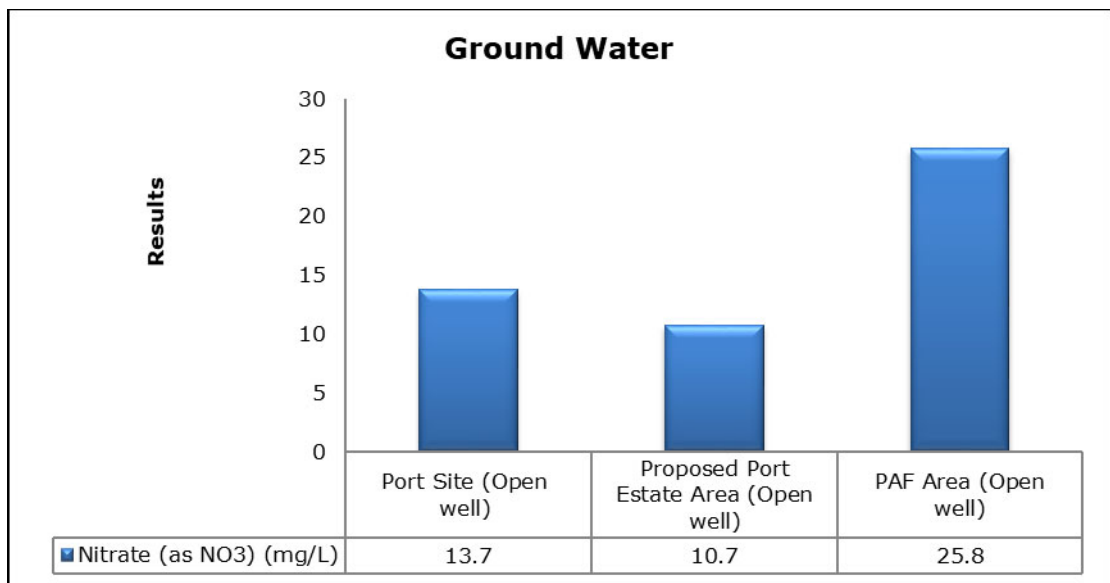 Ground Water
Results
30
25
20
15
10
5
0
Port Site (Open
well)
Proposed Port
Estate Area (Open
well)
PAF Area (Open
well)
Nitrate (as NO3) (mg/L)
13.7
10.7
25.8